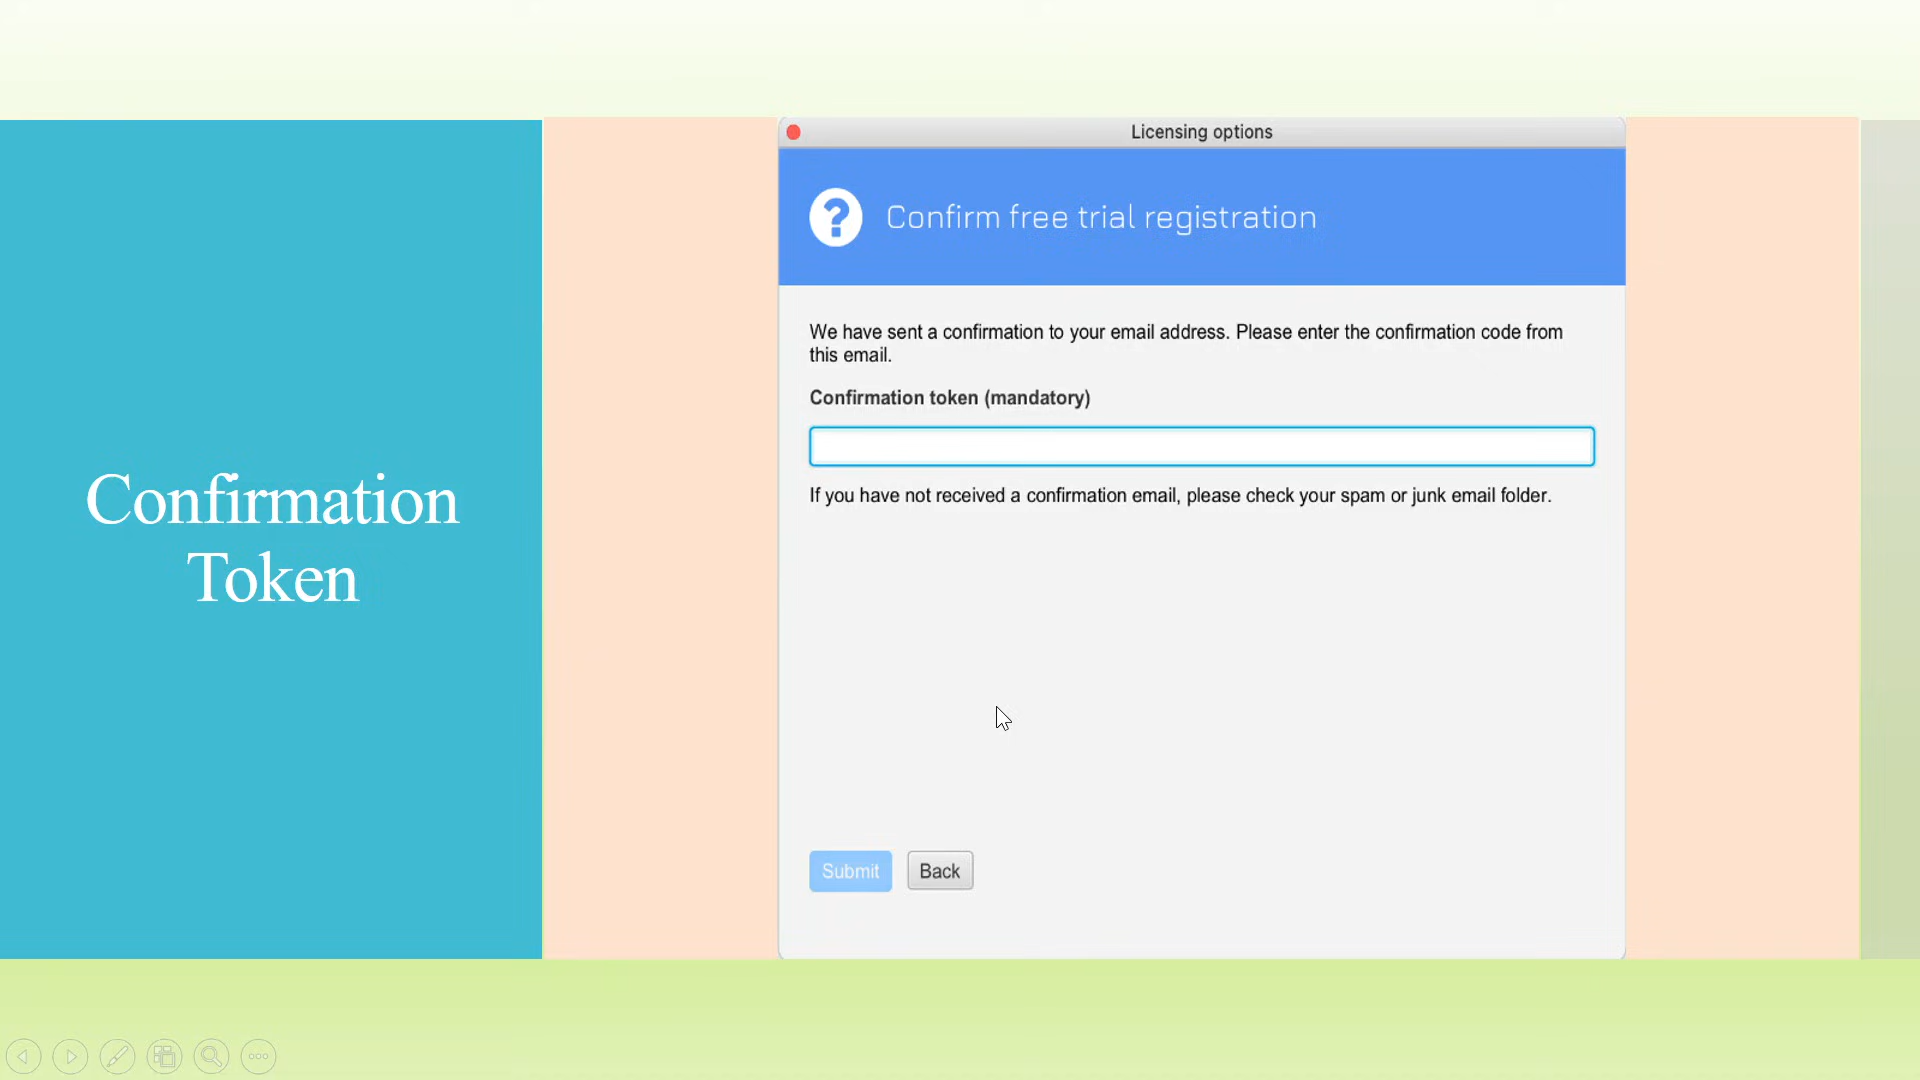 Confirmation
Token
Licensing options
?
Confirm free trial registration
We have sent a confirmation to your email address. Please enter the confirmation code from
this email.
Confirmation token (mandatory)
If you have not received a confirmation email, please check your spam or junk email folder.
Submit
Back